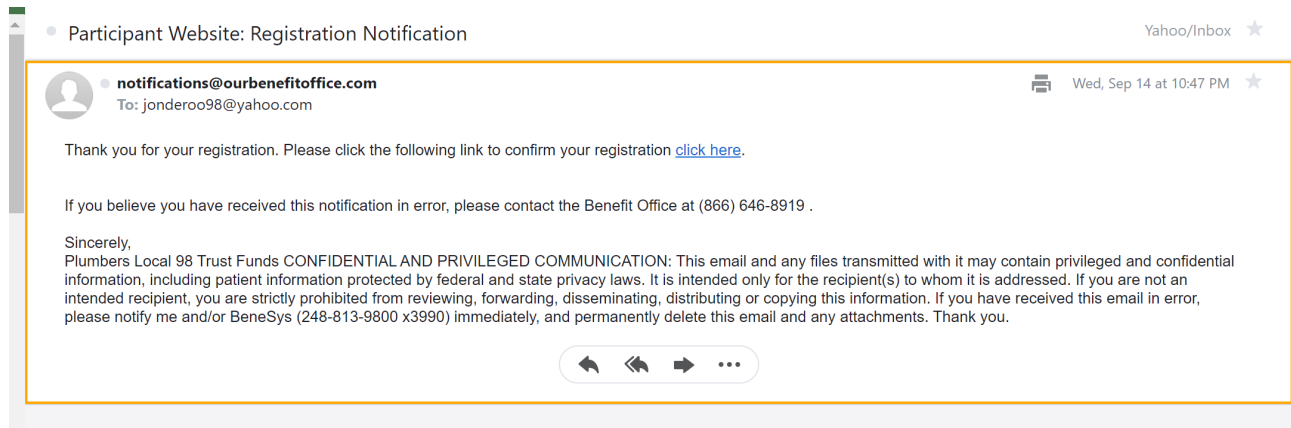 Participant Website: Registration Notification
Yahoo/Inbox
notifications@ourbenefitoffice.com
Wed, Sep 14 at 10:47 PM
To: jonderoo98@yahoo.com
Thank you for your registration. Please click the following link to confirm your registration click here.
If you believe you have received this notification in error, please contact the Benefit Office at (866) 646-8919 .
Sincerely,
Plumbers Local 98 Trust Funds CONFIDENTIAL AND PRIVILEGED COMMUNICATION: This email and any files transmitted with it may contain privileged and confidential
information, including patient information protected by federal and state privacy laws. It is intended only for the recipient(s) to whom it is addressed. If you are not an
intended recipient, you are strictly prohibited from reviewing, forwarding, disseminating, distributing or copying this information. If you have received this email in error,
please notify me and/or BeneSys (248-813-9800 x3990) immediately, and permanently delete this email and any attachments. Thank you.